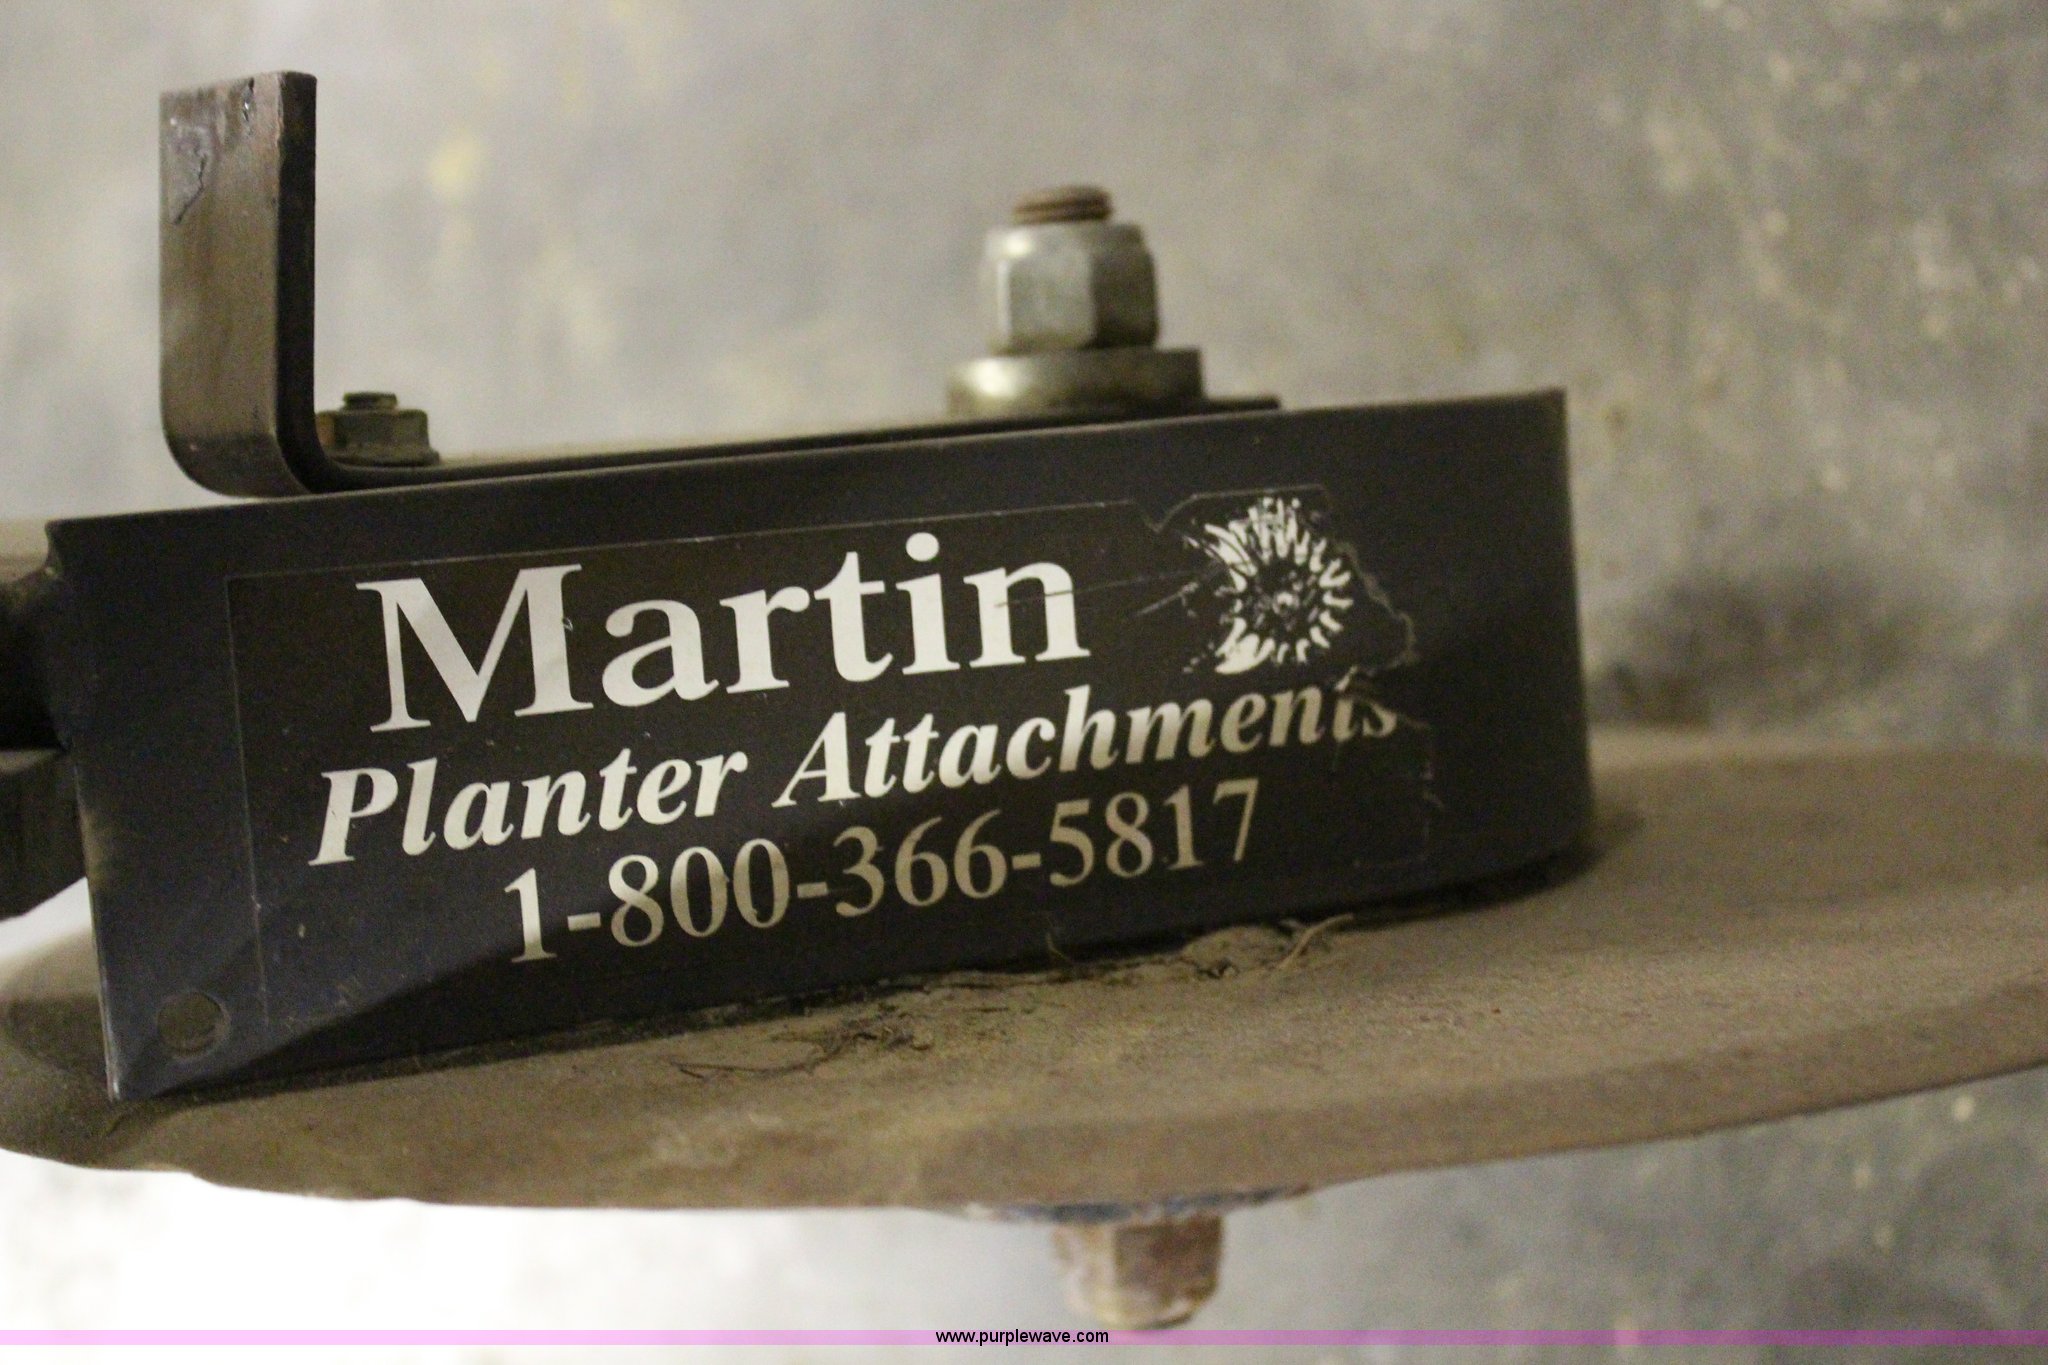 Martin
Planter Attachments
1-800-366-5817
www.purplewave.com